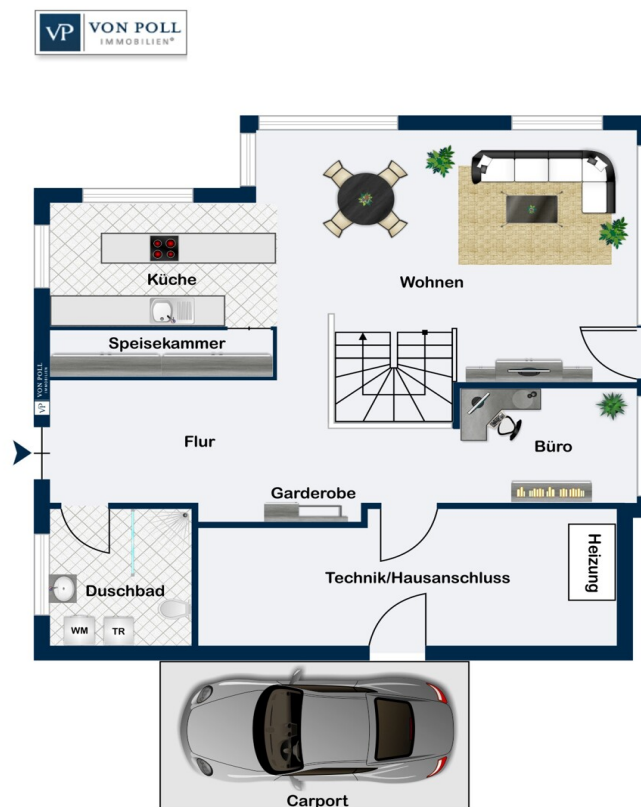 VP VON POLL
IMMOBILIEN®
Küche
Wohnen
Speisekammer
VON POLL
IMMOBILIEN
VP
Flur
Büro
Garderobe
Heizung
Technik/Hausanschluss
Duschbad
WM
TR
Carport